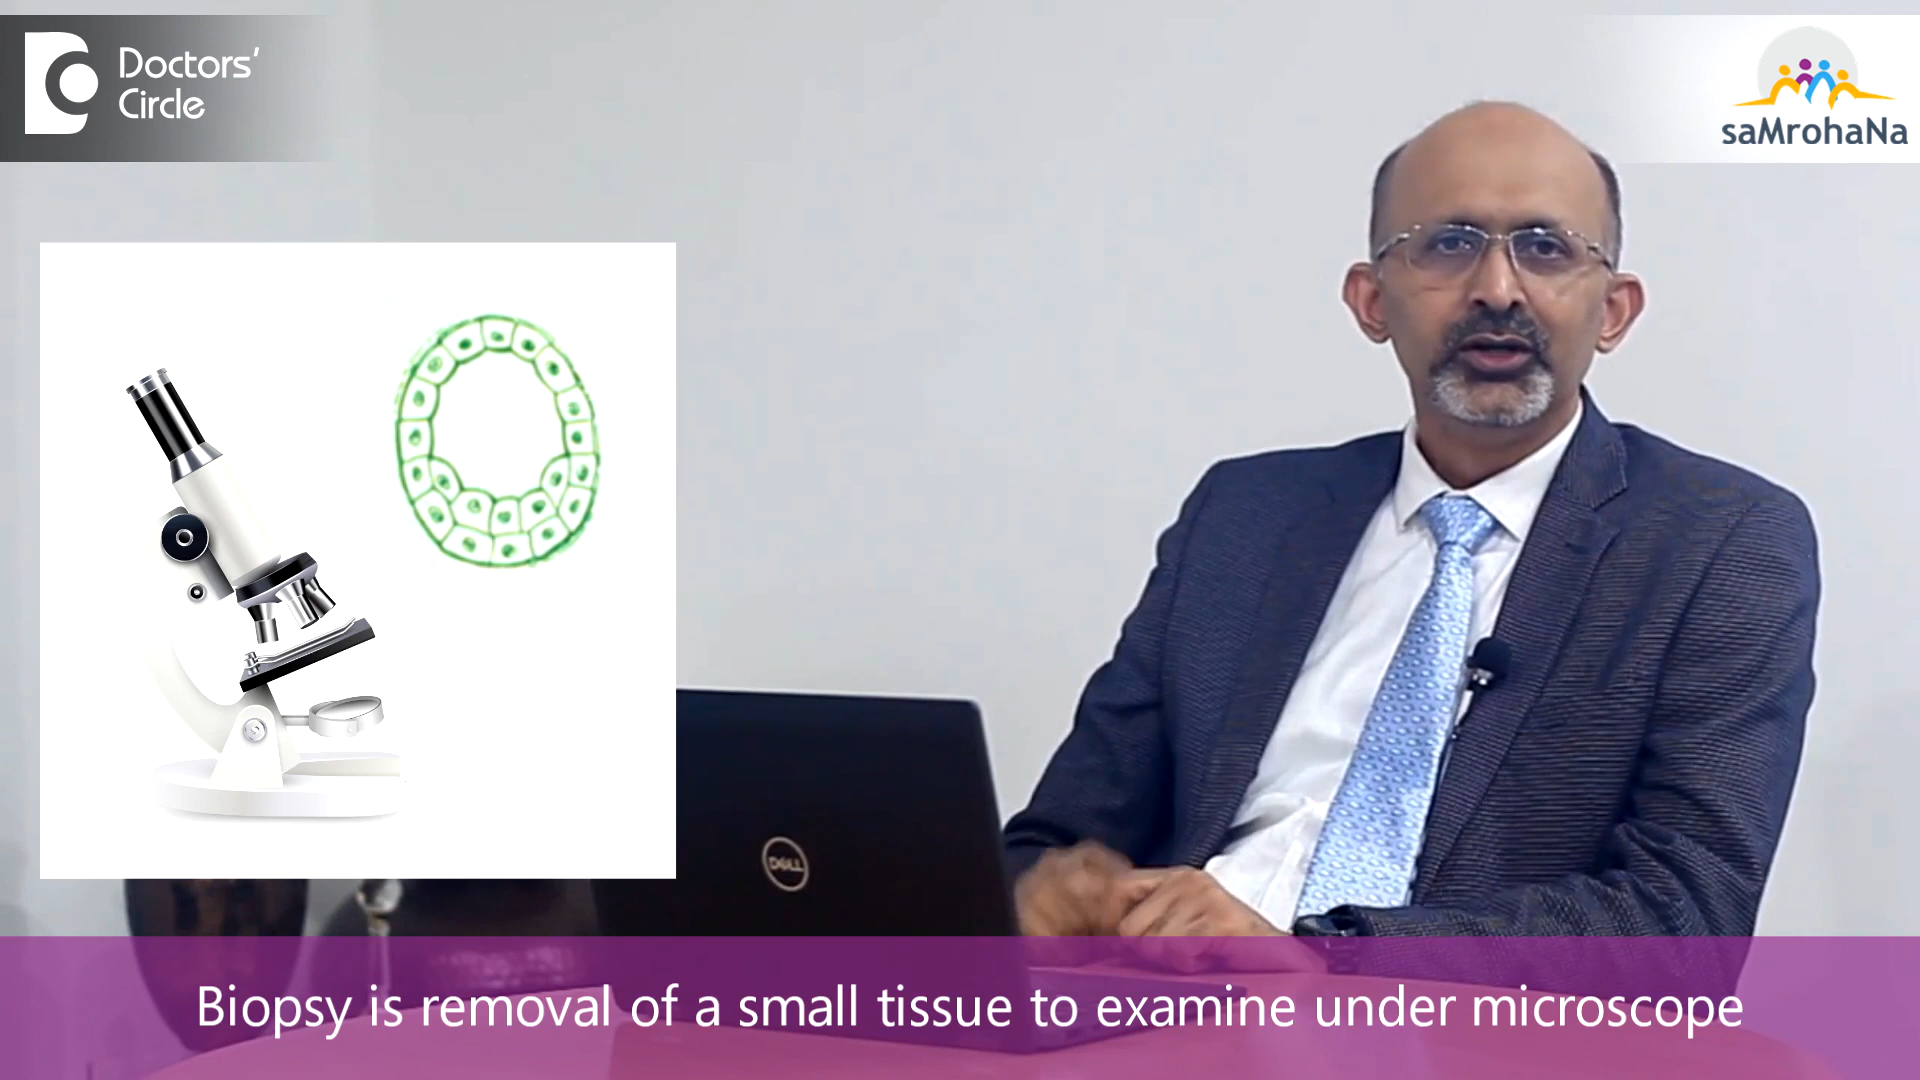 Doctors'
Circle
saMrohaNa
DELL
Biopsy is removal of a small tissue to examine under microscope